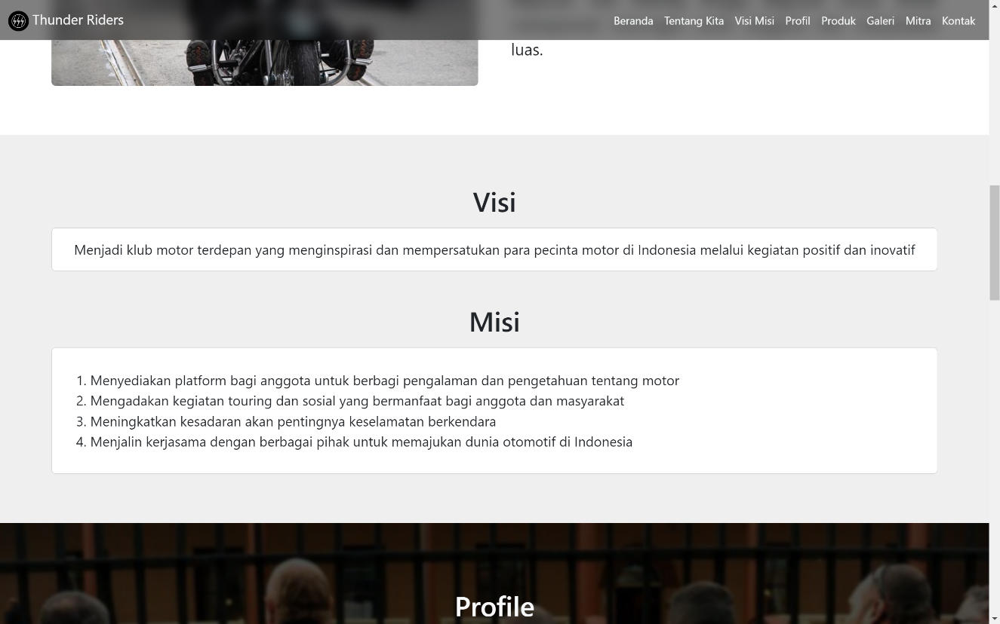 Thunder Riders
Beranda Tentang Kita Visi Misi Profil Produk Galeri Mitra Kontak
luas.
Visi
Menjadi klub motor terdepan yang menginspirasi dan mempersatukan para pecinta motor di Indonesia melalui kegiatan positif dan inovatif
Misi
1. Menyediakan platform bagi anggota untuk berbagi pengalaman dan pengetahuan tentang motor
2. Mengadakan kegiatan touring dan sosial yang bermanfaat bagi anggota dan masyarakat
3. Meningkatkan kesadaran akan pentingnya keselamatan berkendara
4. Menjalin kerjasama dengan berbagai pihak untuk memajukan dunia otomotif di Indonesia
Profile